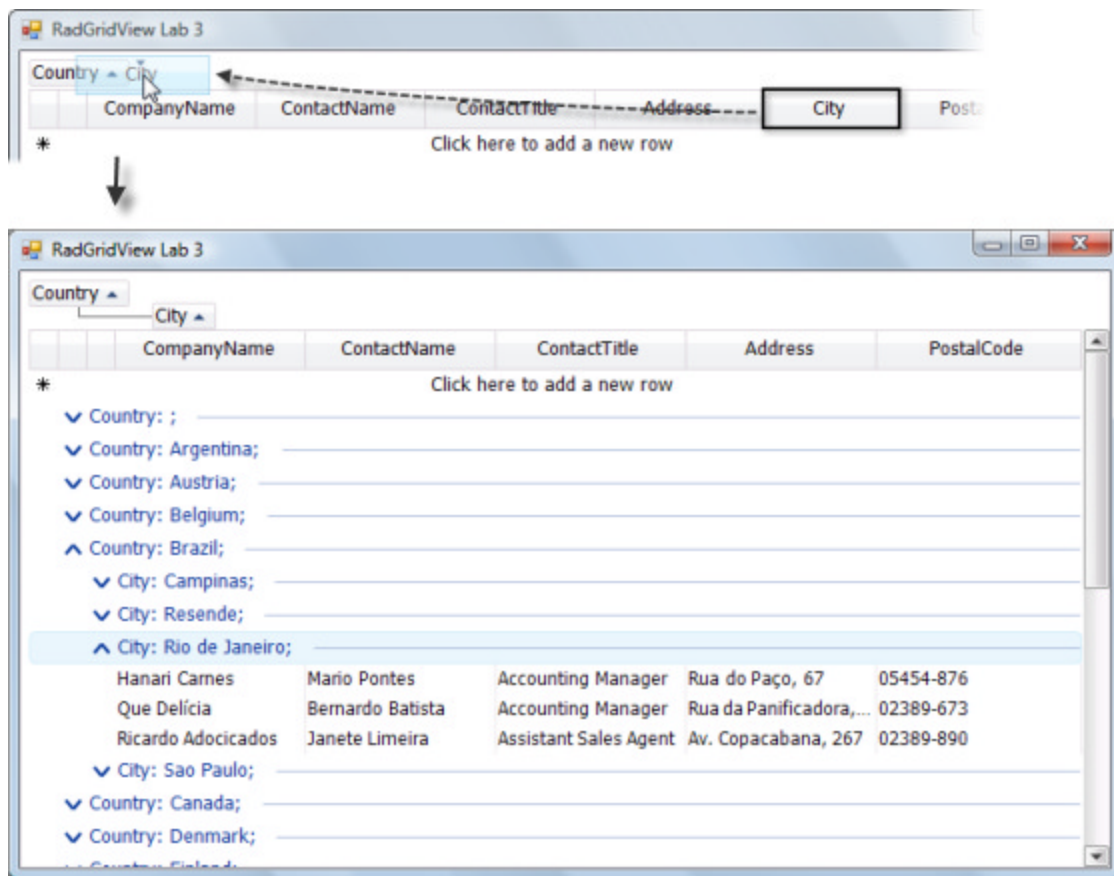 RadGridView Lab 3
Country City
CompanyName ContactName ContactTitle Address City
Click here to add a new row
RadGridView Lab 3
Country
City
CompanyName ContactName ContactTitle Address PostalCode
Click here to add a new row
Country: ;
Country: Argentina;
Country: Austria;
Country: Belgium;
Country: Brazil;
City: Campinas;
City: Resende;
City: Rio de Janeiro;
Hanari Carnes Mario Pontes Accounting Manager Rua do Paço, 67 05454-876
Que Delícia Bernardo Batista Accounting Manager Rua da Panificadora,... 02389-673
Ricardo Adocicados Janete Limeira Assistant Sales Agent Av. Copacabana, 267 02389-890
City: Sao Paulo;
Country: Canada;
Country: Denmark;